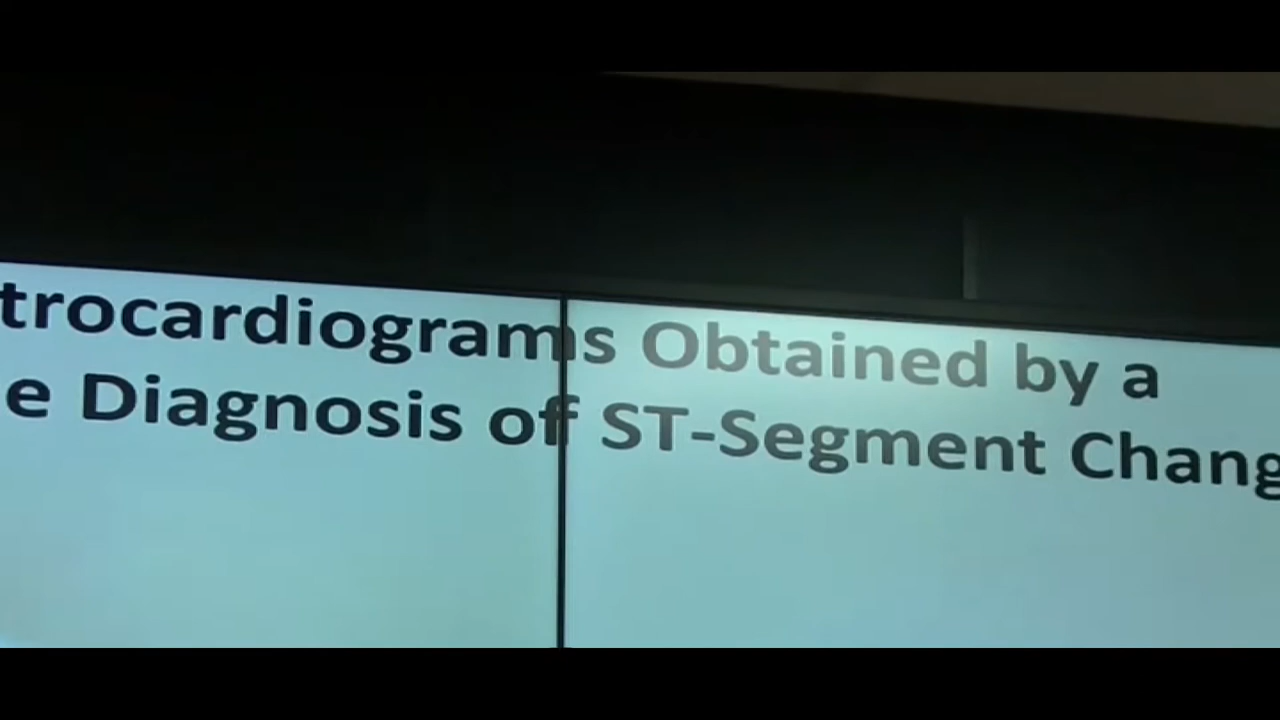 trocardiograms Obtained by a
e Diagnosis of ST-Segment Chang